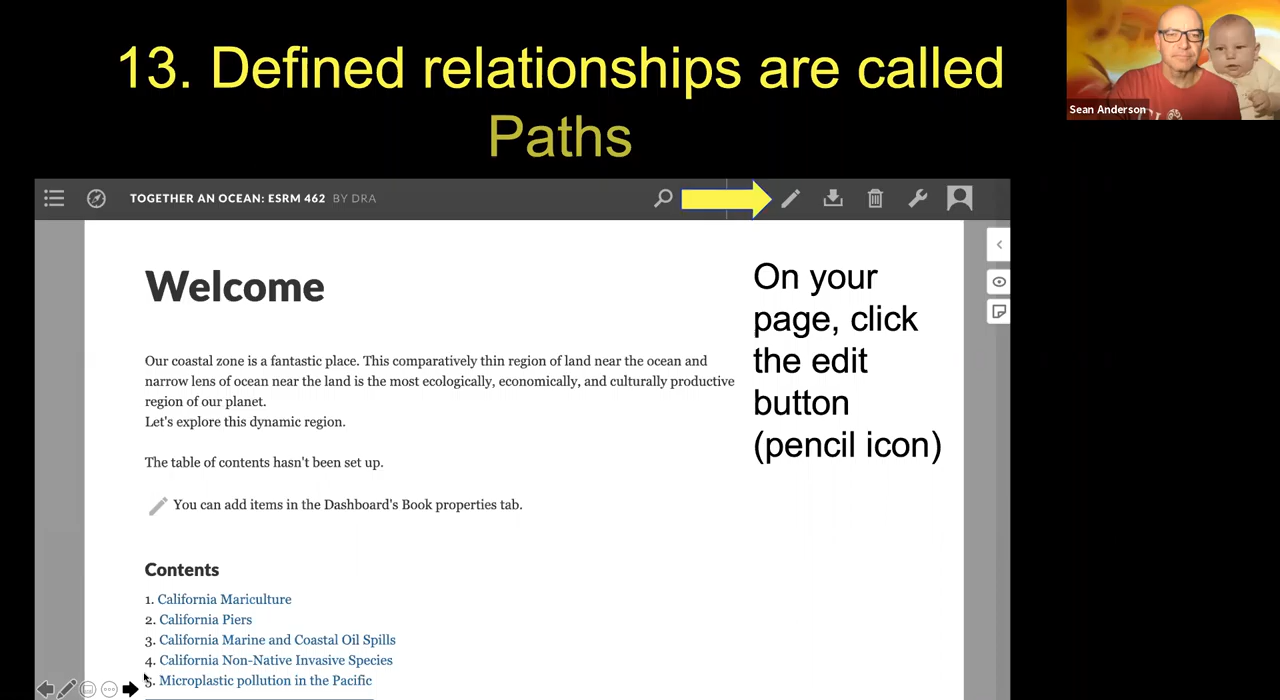 13. Defined relationships are called
Paths
Sean Anderson
TOGETHER AN OCEAN: ESRM 462 BY DRA
Welcome
Our coastal zone is a fantastic place. This comparatively thin region of land near the ocean and
narrow lens of ocean near the land is the most ecologically, economically, and culturally productive
region of our planet.
Let's explore this dynamic region.
The table of contents hasn't been set up.
You can add items in the Dashboard's Book properties tab.
On your
page, click
the edit
button
(pencil icon)
Contents
1. California Mariculture
2. California Piers
3. California Marine and Coastal Oil Spills
4. California Non-Native Invasive Species
5. Microplastic pollution in the Pacific